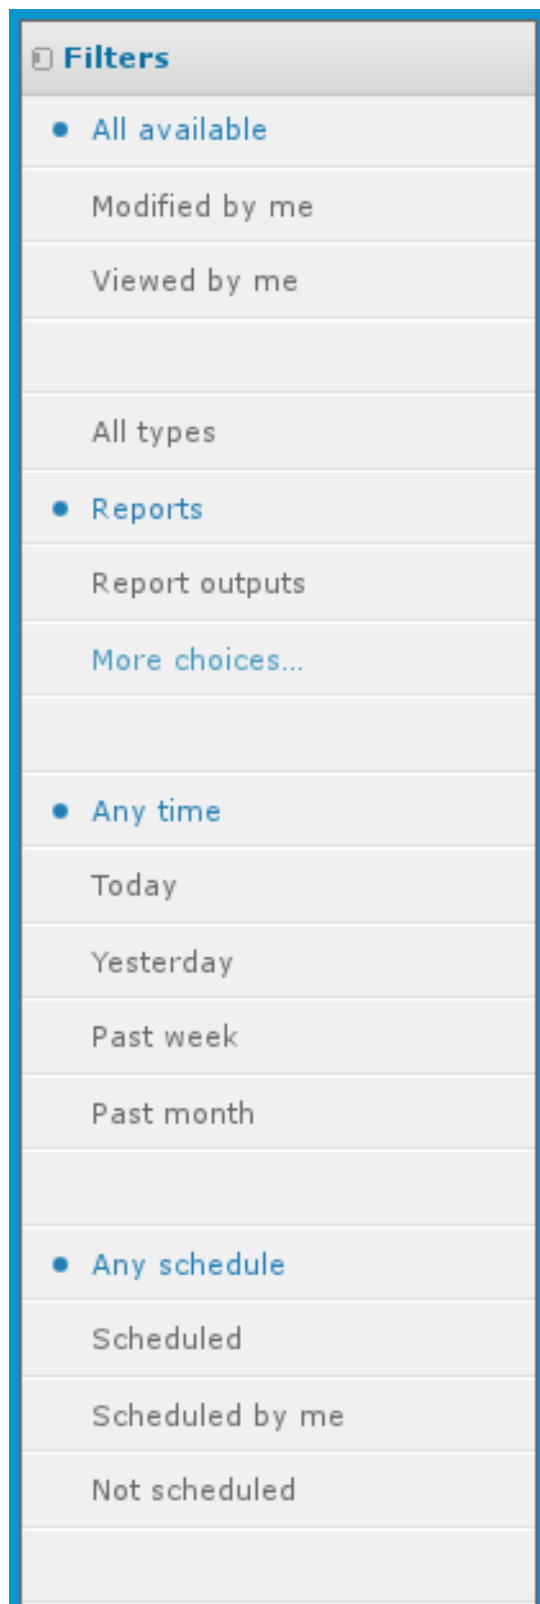 Filters
All available
Modified by me
Viewed by me
All types
Reports
Report outputs
More choices...
Any time
Today
Yesterday
Past week
Past month
Any schedule
Scheduled
Scheduled by me
Not scheduled